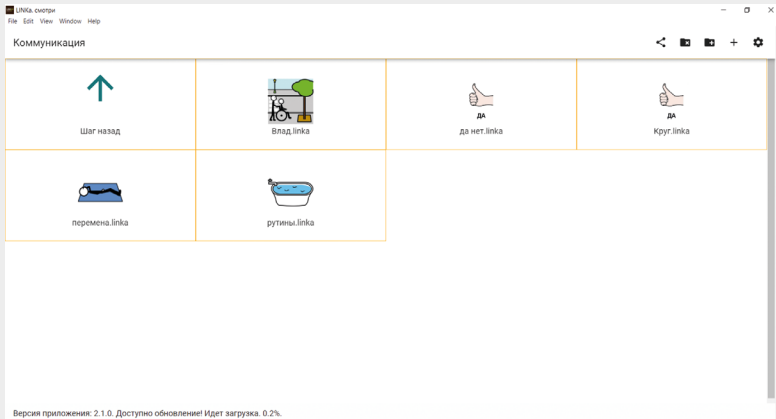 LINKa. смотри
File Edit View Window Help
Коммуникация
Шаг назад
Влад.linka
ДА
да нет.linka
ДА
Круг.linka
перемена.linka
рутины.linka
Версия приложения: 2.1.0. Доступно обновление! Идет загрузка. 0.2%.